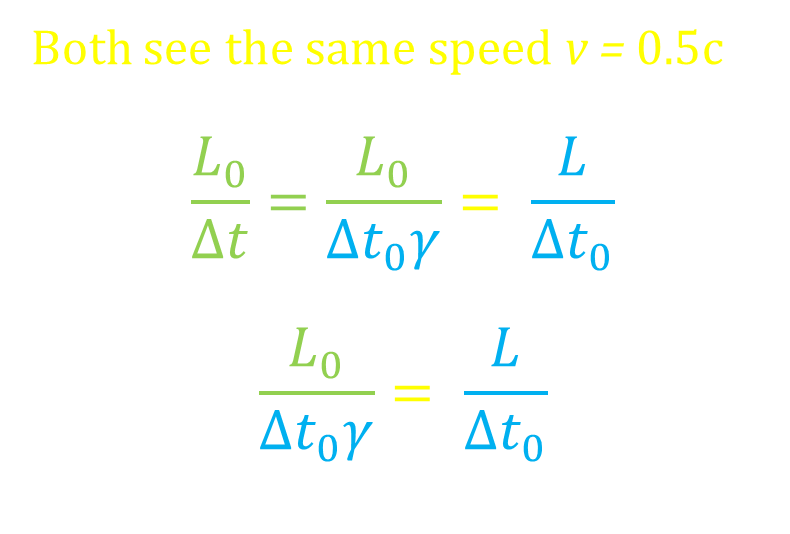 Both see the same speed v = 0.5c
L₀/Δt = L₀/Δt₀γ = L/Δt₀
L₀/Δt₀γ = L/Δt₀